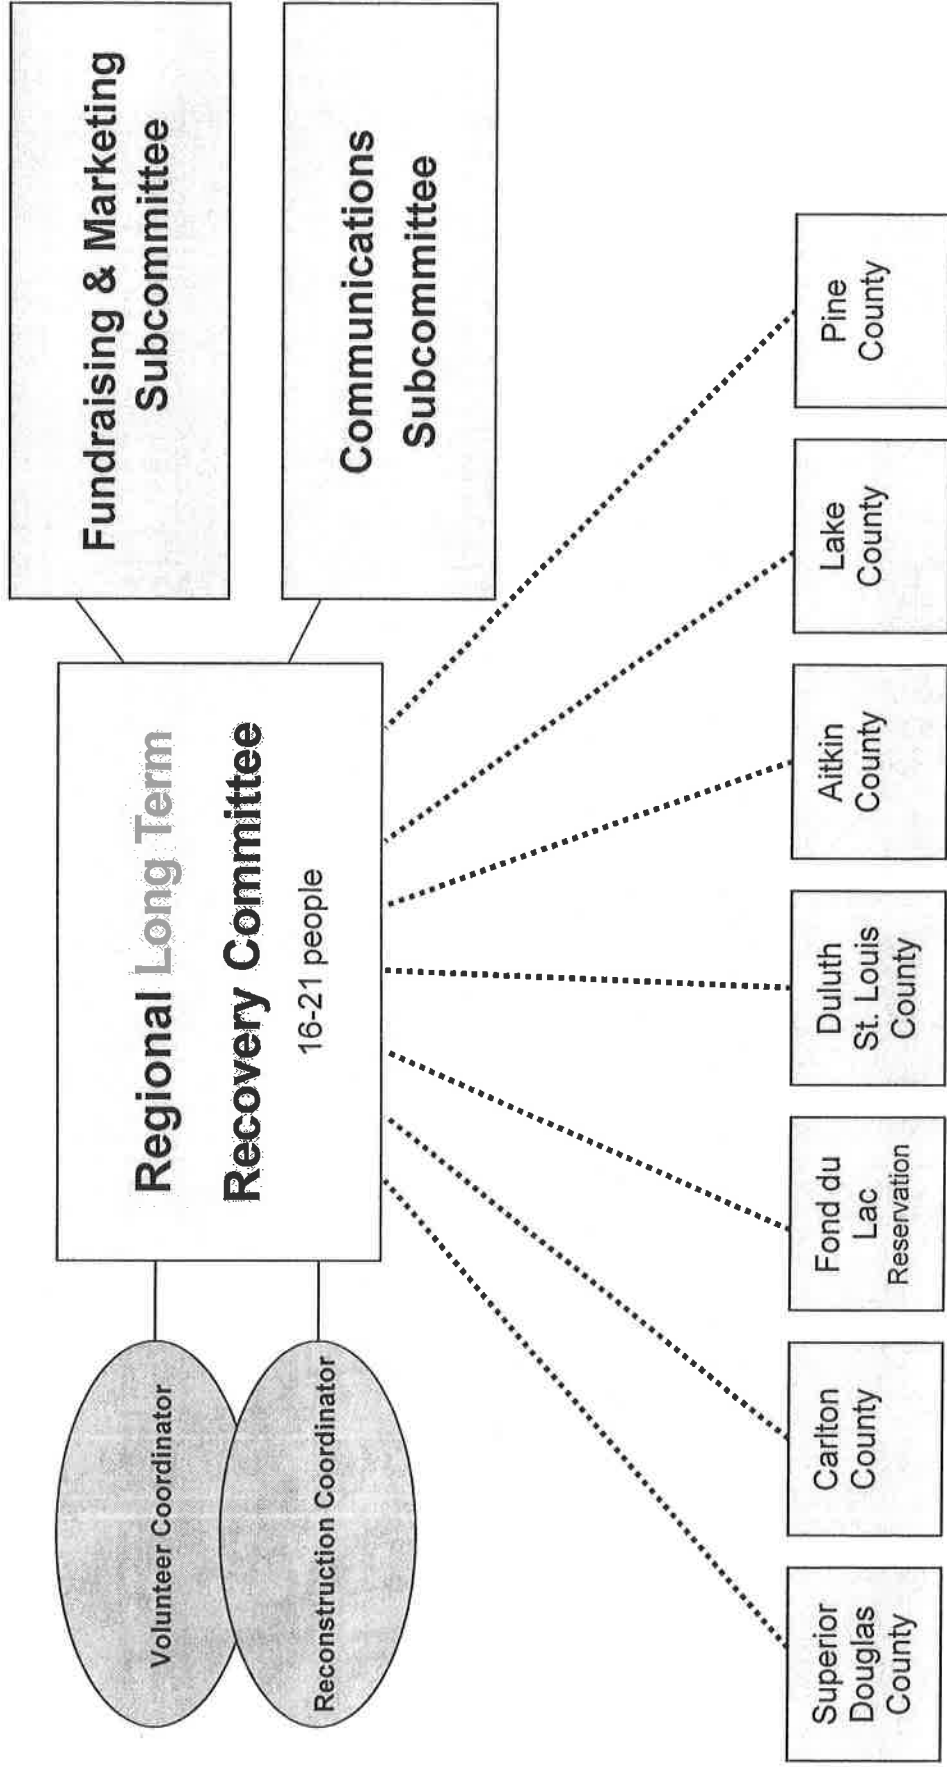 Fundraising & Marketing
Subcommittee
Communications
Subcommittee
Regional Long Term
Recovery Committee
16-21 people
Volunteer Coordinator
Reconstruction Coordinator
Superior
Douglas
County
Carlton
County
Fond du
Lac
Reservation
Duluth
St. Louis
County
Aitkin
County
Lake
County
Pine
County